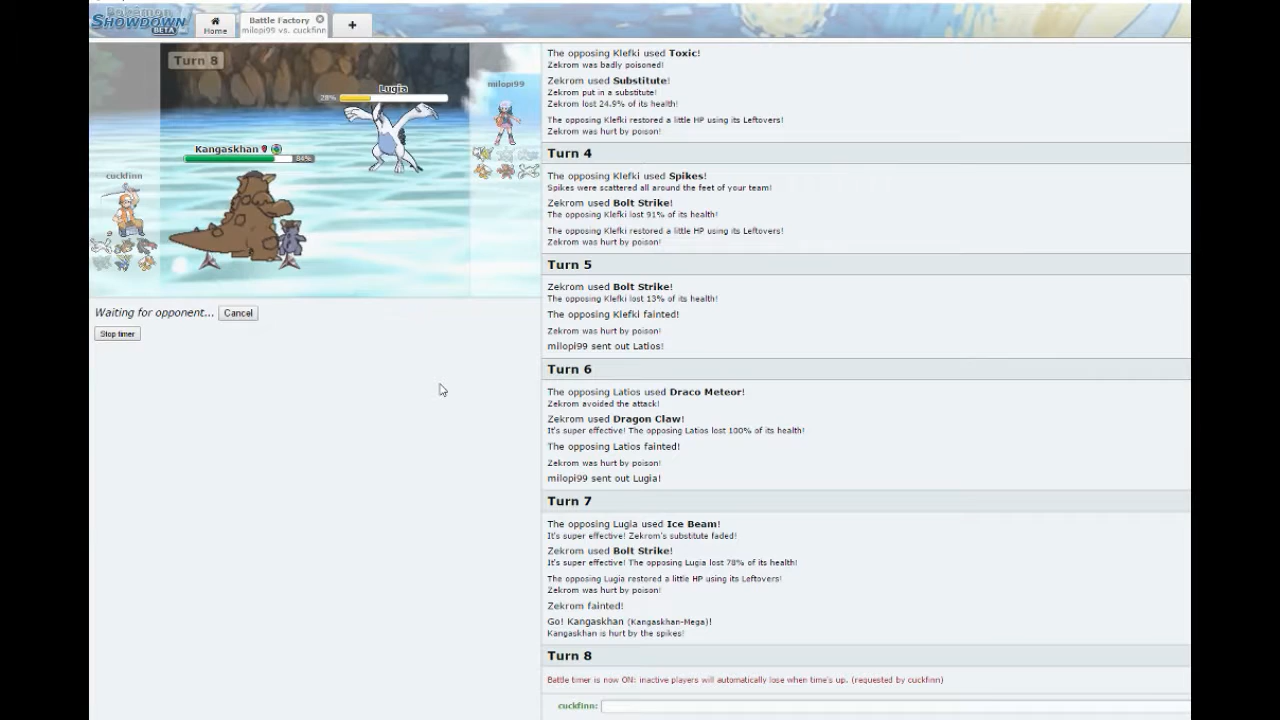 Pokémon
SHOWDOWN
BETA
Home
Battle Factory
milopi99 vs. cuckfinn
+
Turn 8
Lugia
28%
milopi99
Kangaskhan
84%
cuckfinn
Waiting for opponent...
Cancel
Stop timer
The opposing Klefki used Toxic!
Zekrom was badly poisoned!
Zekrom used Substitute!
Zekrom put in a substitute!
Zekrom lost 24.9% of its health!
The opposing Klefki restored a little HP using its Leftovers!
Zekrom was hurt by poison!
Turn 4
The opposing Klefki used Spikes!
Spikes were scattered all around the feet of your team!
Zekrom used Bolt Strike!
The opposing Klefki lost 91% of its health!
The opposing Klefki restored a little HP using its Leftovers!
Zekrom was hurt by poison!
Turn 5
Zekrom used Bolt Strike!
The opposing Klefki lost 13% of its health!
The opposing Klefki fainted!
Zekrom was hurt by poison!
milopi99 sent out Latios!
Turn 6
The opposing Latios used Draco Meteor!
Zekrom avoided the attack!
Zekrom used Dragon Claw!
It's super effective! The opposing Latios lost 100% of its health!
The opposing Latios fainted!
Zekrom was hurt by poison!
milopi99 sent out Lugia!
Turn 7
The opposing Lugia used Ice Beam!
It's super effective! Zekrom's substitute faded!
Zekrom used Bolt Strike!
It's super effective! The opposing Lugia lost 78% of its health!
The opposing Lugia restored a little HP using its Leftovers!
Zekrom was hurt by poison!
Zekrom fainted!
Go! Kangaskhan (Kangaskhan-Mega)!
Kangaskhan is hurt by the spikes!
Turn 8
Battle timer is now ON: inactive players will automatically lose when time's up. (requested by cuckfinn)
cuckfinn: